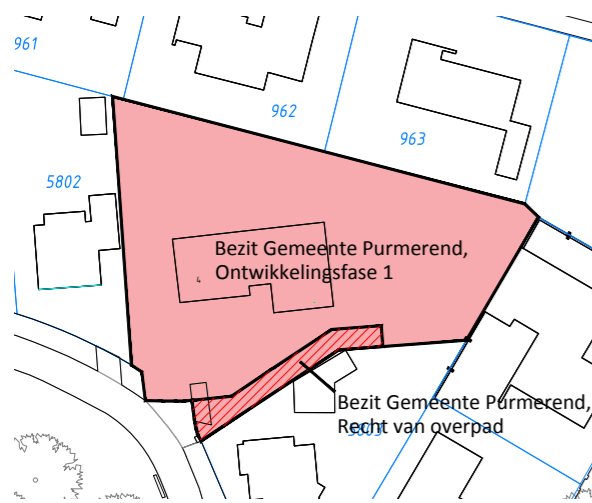 961
962
963
5802
Bezit Gemeente Purmerend,
Ontwikkelingsfase 1
Bezit Gemeente Purmerend,
Recht van overpad